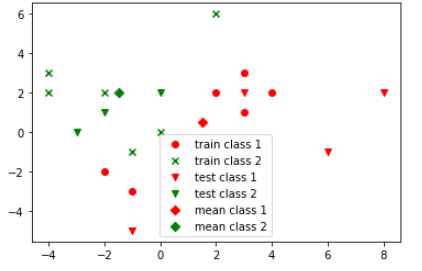 6
4
2
0
−2
−4
train class 1
train class 2
test class 1
test class 2
mean class 1
mean class 2
−4 −2 0 2 4 6 8